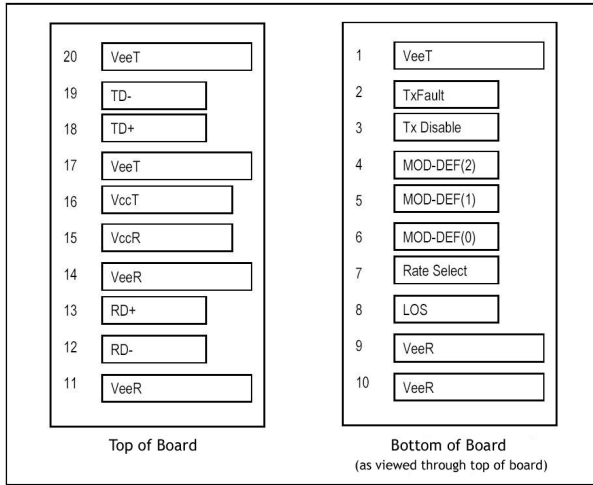 20 VeeT
19 TD-
18 TD+
17 VeeT
16 VccT
15 VccR
14 VeeR
13 RD+
12 RD-
11 VeeR
Top of Board
1 VeeT
2 TxFault
3 Tx Disable
4 MOD-DEF(2)
5 MOD-DEF(1)
6 MOD-DEF(0)
7 Rate Select
8 LOS
9 VeeR
10 VeeR
Bottom of Board
(as viewed through top of board)